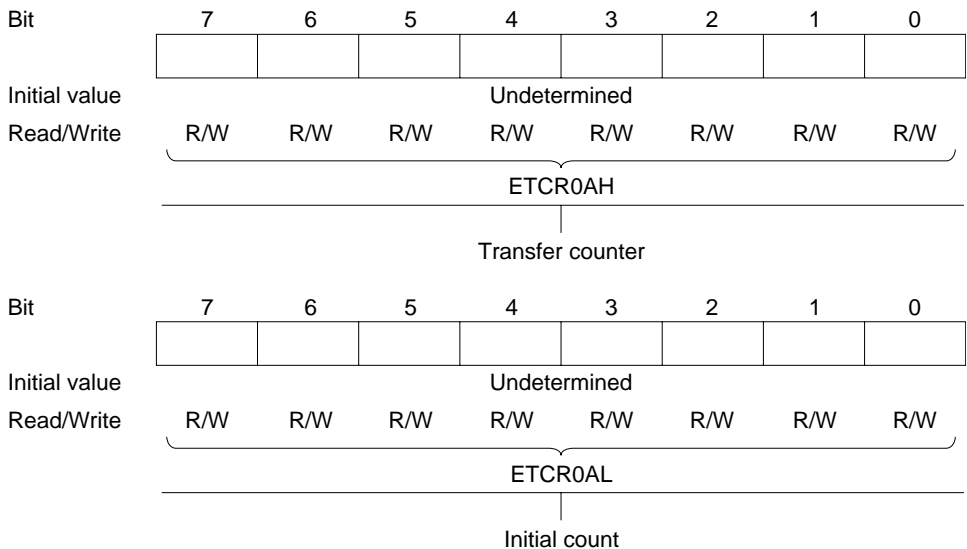 Bit 7 6 5 4 3 2 1 0
Initial value Undetermined
Read/Write R/W R/W R/W R/W R/W R/W R/W R/W
ETCR0AH
Transfer counter
Bit 7 6 5 4 3 2 1 0
Initial value Undetermined
Read/Write R/W R/W R/W R/W R/W R/W R/W R/W
ETCR0AL
Initial count